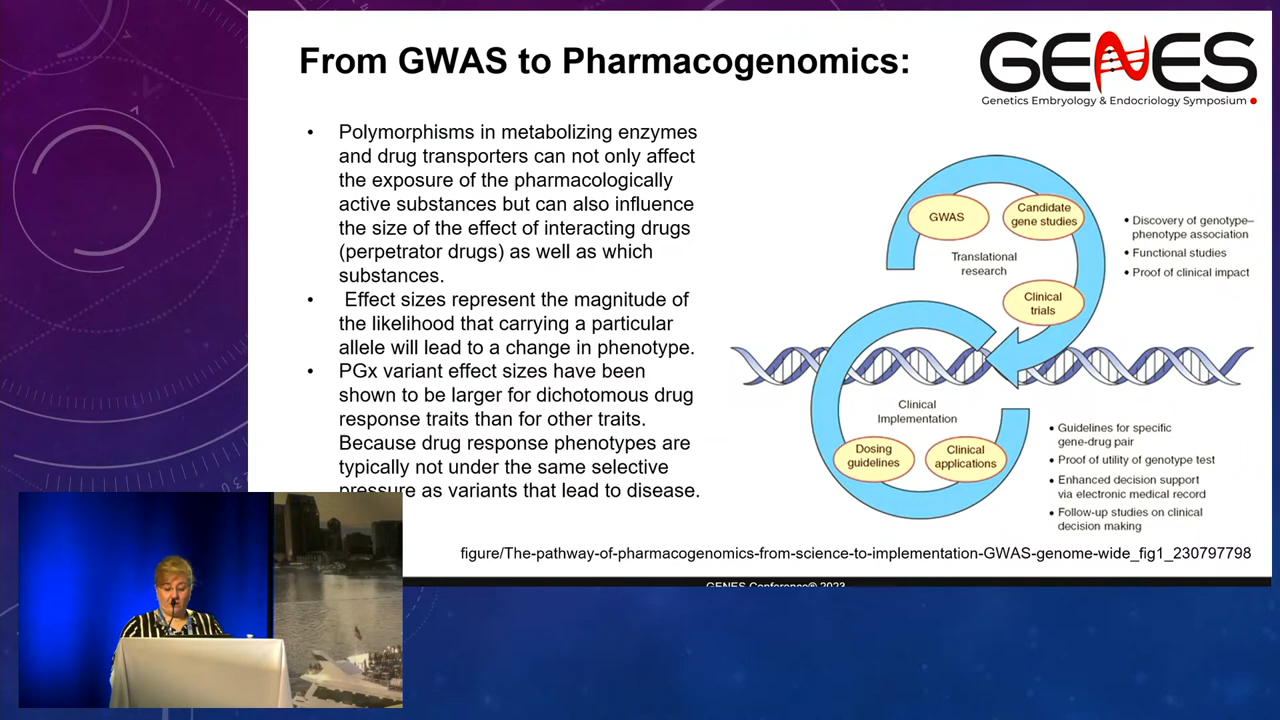 From GWAS to Pharmacogenomics:
GENES
Genetics Embryology & Endocriology Symposium
• Polymorphisms in metabolizing enzymes
and drug transporters can not only affect
the exposure of the pharmacologically
active substances but can also influence
the size of the effect of interacting drugs
(perpetrator drugs) as well as which
substances.
• Effect sizes represent the magnitude of
the likelihood that carrying a particular
allele will lead to a change in phenotype.
• PGx variant effect sizes have been
shown to be larger for dichotomous drug
response traits than for other traits.
Because drug response phenotypes are
typically not under the same selective
pressure as variants that lead to disease.
GWAS
Candidate
gene studies
Translational
research
Clinical
trials
• Discovery of genotype–
phenotype association
• Functional studies
• Proof of clinical impact
Clinical
Implementation
Dosing
guidelines
Clinical
applications
• Guidelines for specific
gene-drug pair
• Proof of utility of genotype test
• Enhanced decision support
via electronic medical record
• Follow-up studies on clinical
decision making
figure/The-pathway-of-pharmacogenomics-from-science-to-implementation-GWAS-genome-wide_fig1_230797798
GENES Conference® 2023